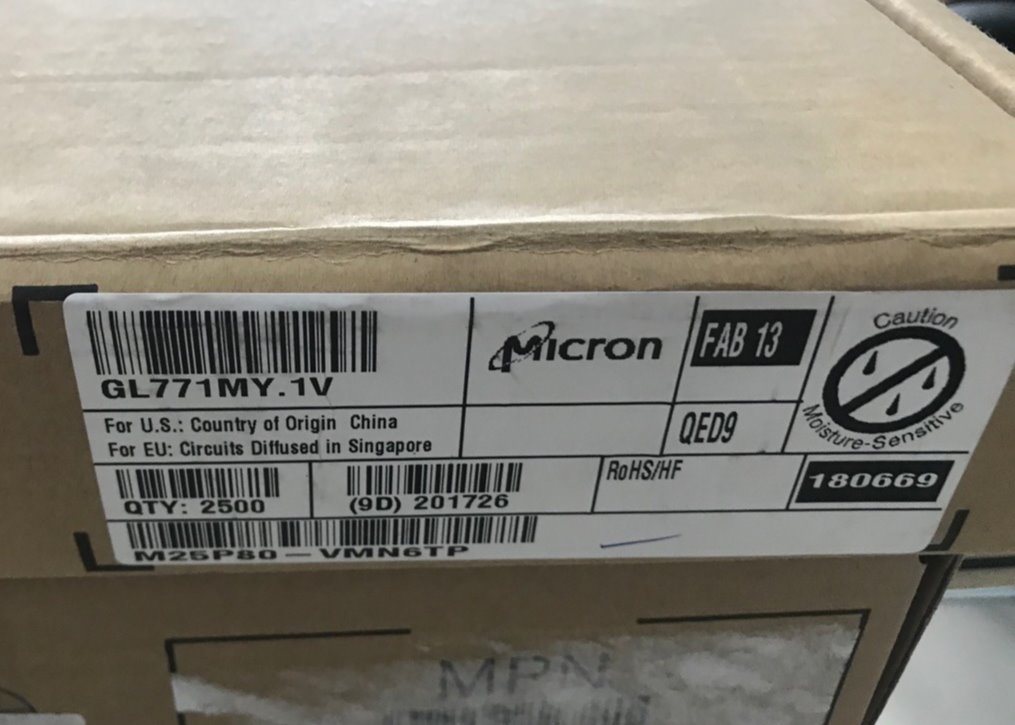 GL771MY.1V
Micron
FAB 13
Caution
Moisture-Sensitive
For U.S.: Country of Origin China
For EU: Circuits Diffused in Singapore
QED9
QTY: 2500
(9D) 201726
RoHS/HF
180669
M25P80-VMN6TP
MPN